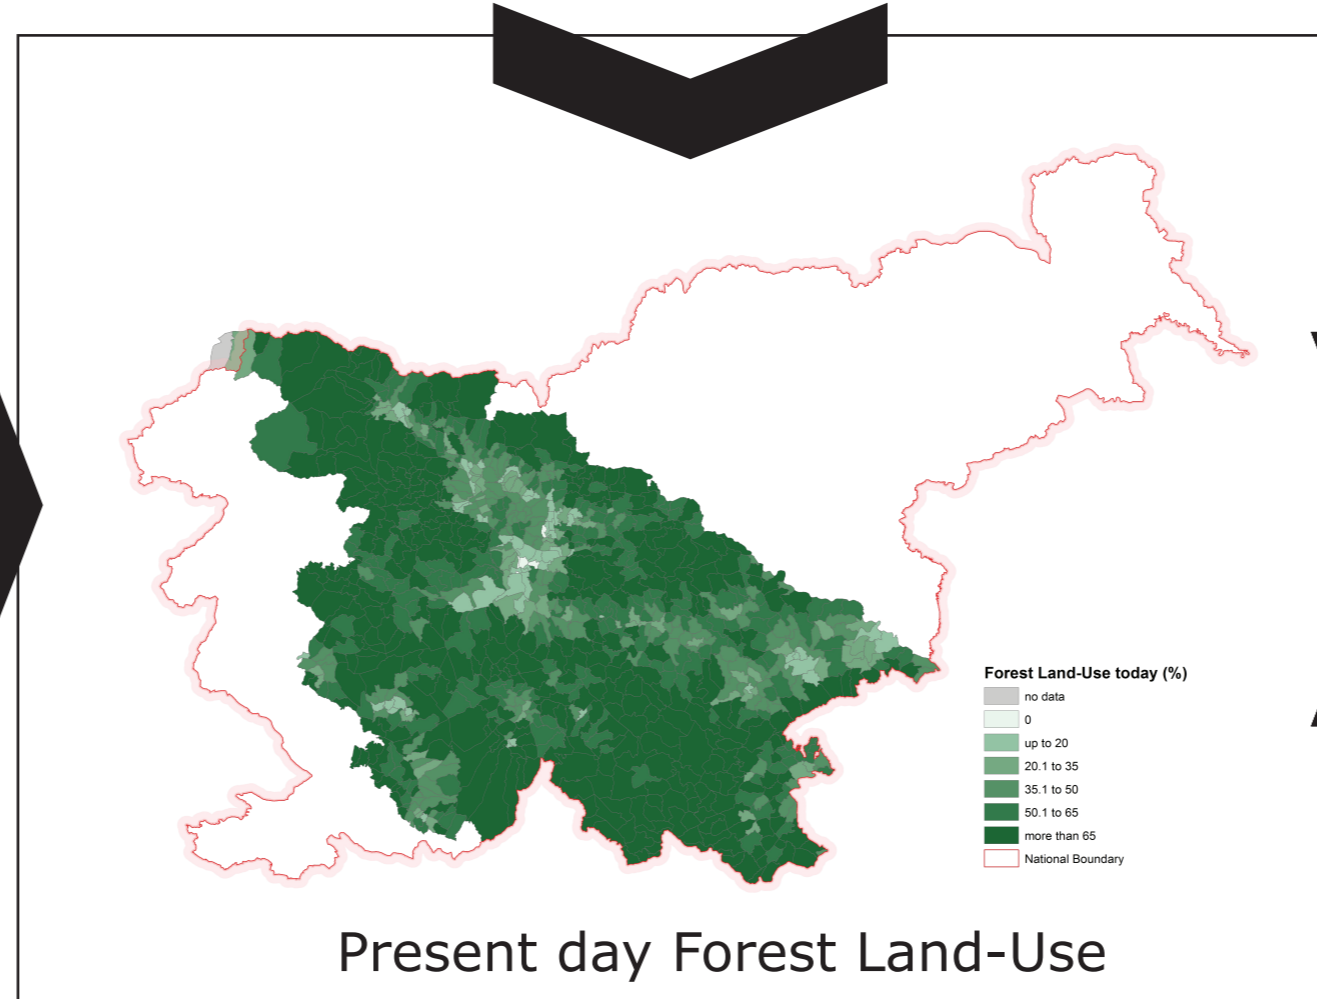 Forest Land-Use today (%)
no data
0
up to 20
20.1 to 35
35.1 to 50
50.1 to 65
more than 65
National Boundary
Present day Forest Land-Use